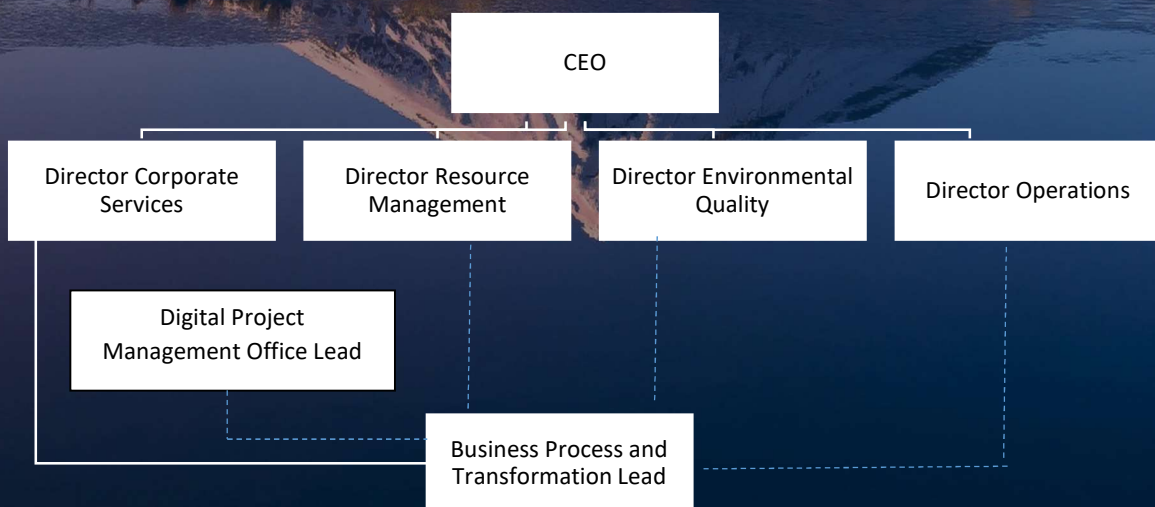 CEO
Director Corporate
Services
Director Resource
Management
Director Environmental
Quality
Director Operations
Digital Project
Management Office Lead
Business Process and
Transformation Lead